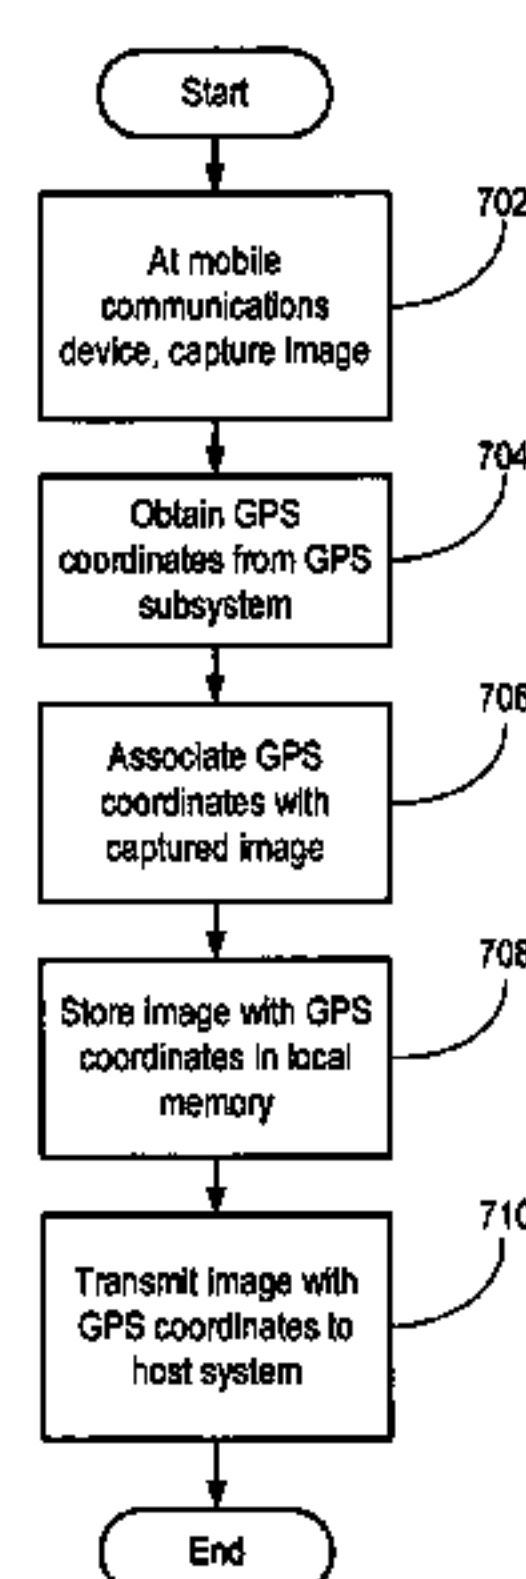 Start
702
At mobile
communications
device, capture image
704
Obtain GPS
coordinates from GPS
subsystem
706
Associate GPS
coordinates with
captured image
708
Store image with GPS
coordinates in local
memory
710
Transmit image with
GPS coordinates to
host system
End